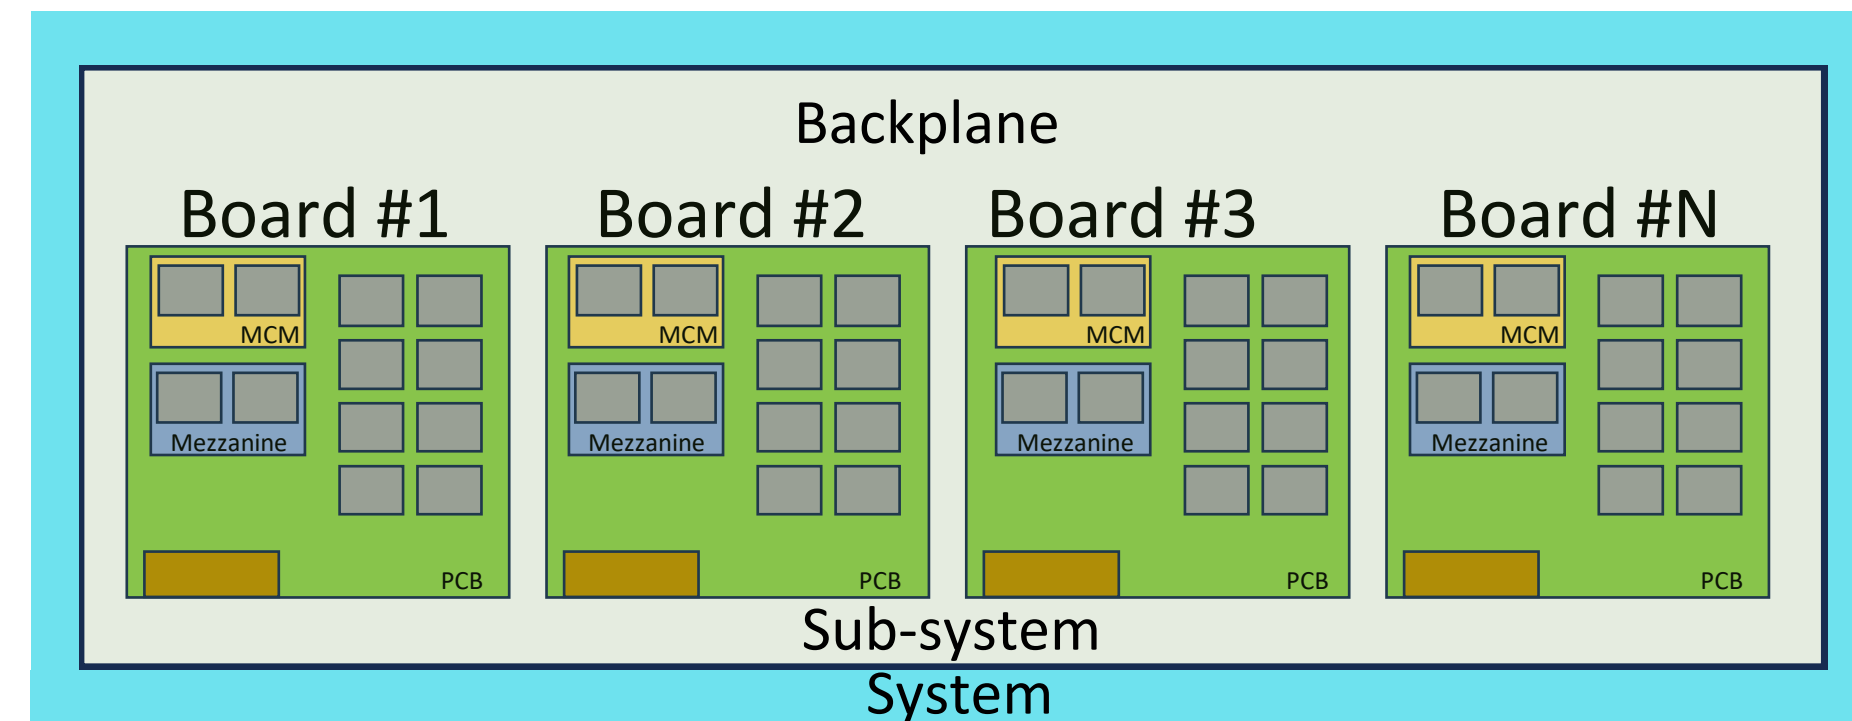 Backplane
Board #1 Board #2 Board #3 Board #N
MCM MCM MCM MCM
Mezzanine Mezzanine Mezzanine Mezzanine
PCB PCB PCB PCB
Sub-system
System